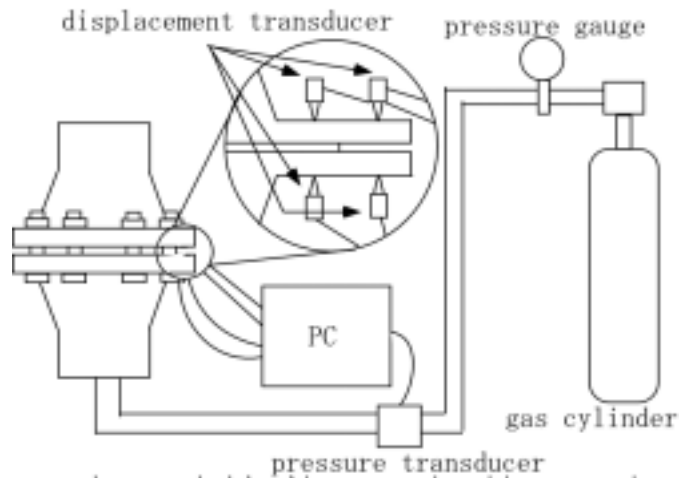 displacement transducer
pressure gauge
PC
gas cylinder
pressure transducer